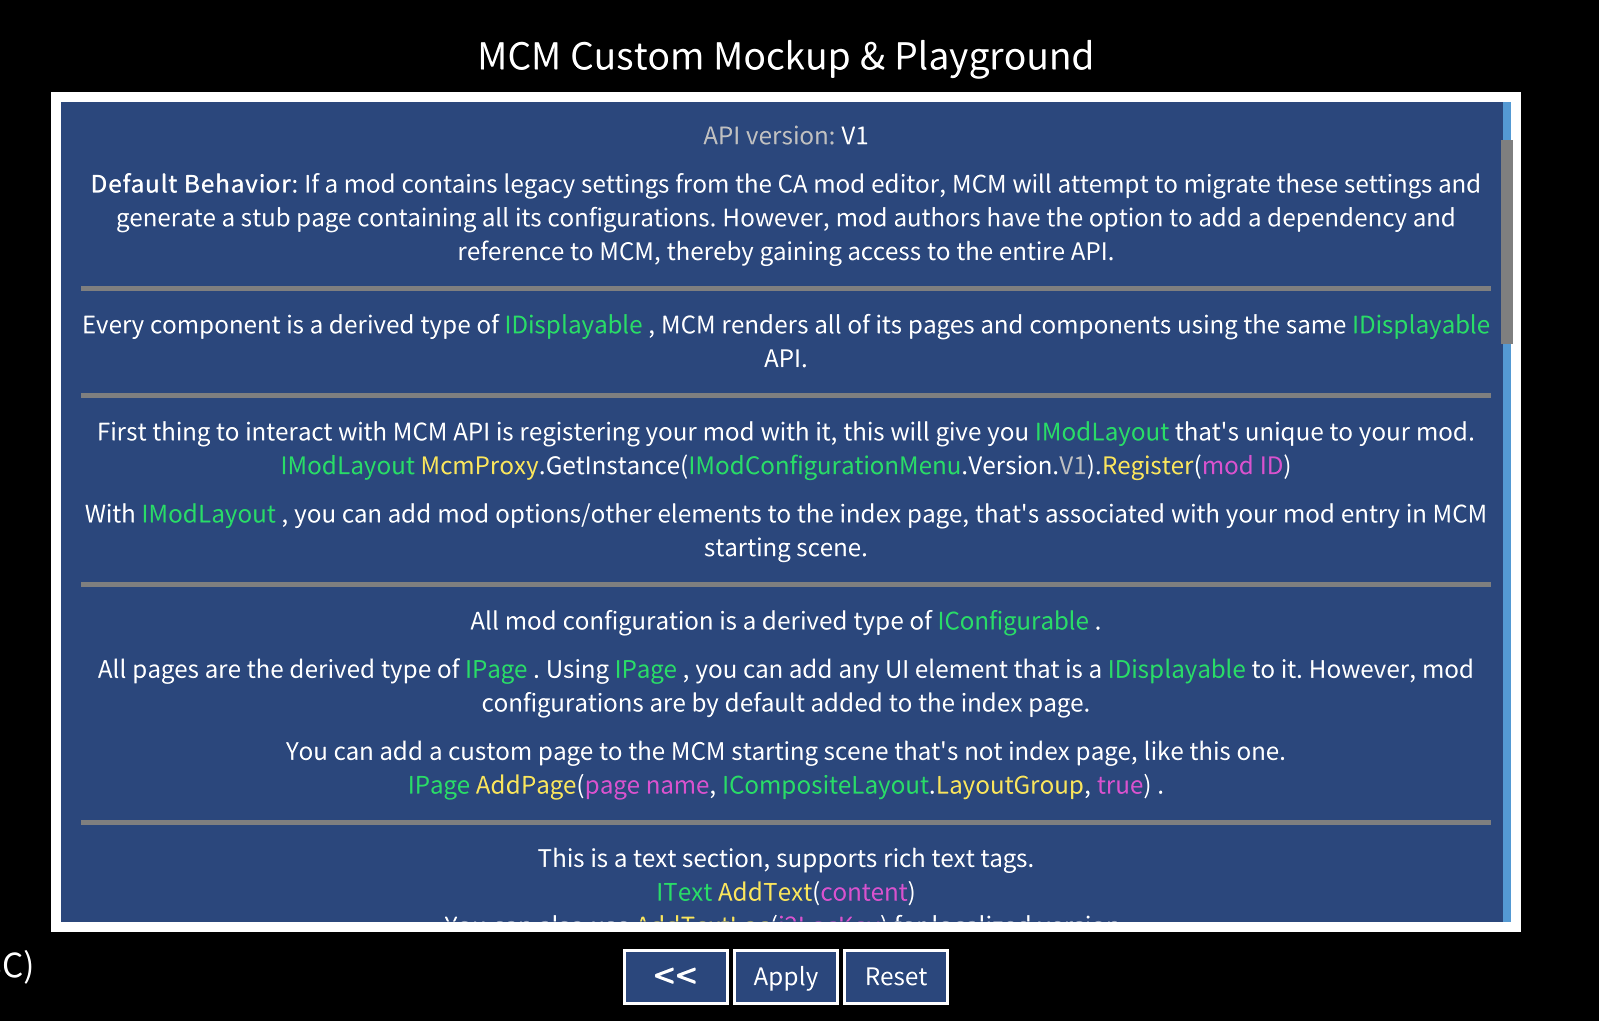 MCM Custom Mockup & Playground
API version: V1
Default Behavior: If a mod contains legacy settings from the CA mod editor, MCM will attempt to migrate these settings and
generate a stub page containing all its configurations. However, mod authors have the option to add a dependency and
reference to MCM, thereby gaining access to the entire API.
Every component is a derived type of IDisplayable , MCM renders all of its pages and components using the same IDisplayable
API.
First thing to interact with MCM API is registering your mod with it, this will give you IModLayout that's unique to your mod.
IModLayout McmProxy.GetInstance(IModConfigurationMenu.Version.V1).Register(mod ID)
With IModLayout , you can add mod options/other elements to the index page, that's associated with your mod entry in MCM
starting scene.
All mod configuration is a derived type of IConfigurable .
All pages are the derived type of IPage . Using IPage , you can add any UI element that is a IDisplayable to it. However, mod
configurations are by default added to the index page.
You can add a custom page to the MCM starting scene that's not index page, like this one.
IPage AddPage(page name, ICompositeLayout.LayoutGroup, true) .
This is a text section, supports rich text tags.
IText AddText(content)
You can also use AddTextLoc(i2LocKey) for localized version
C)
<<
Apply
Reset